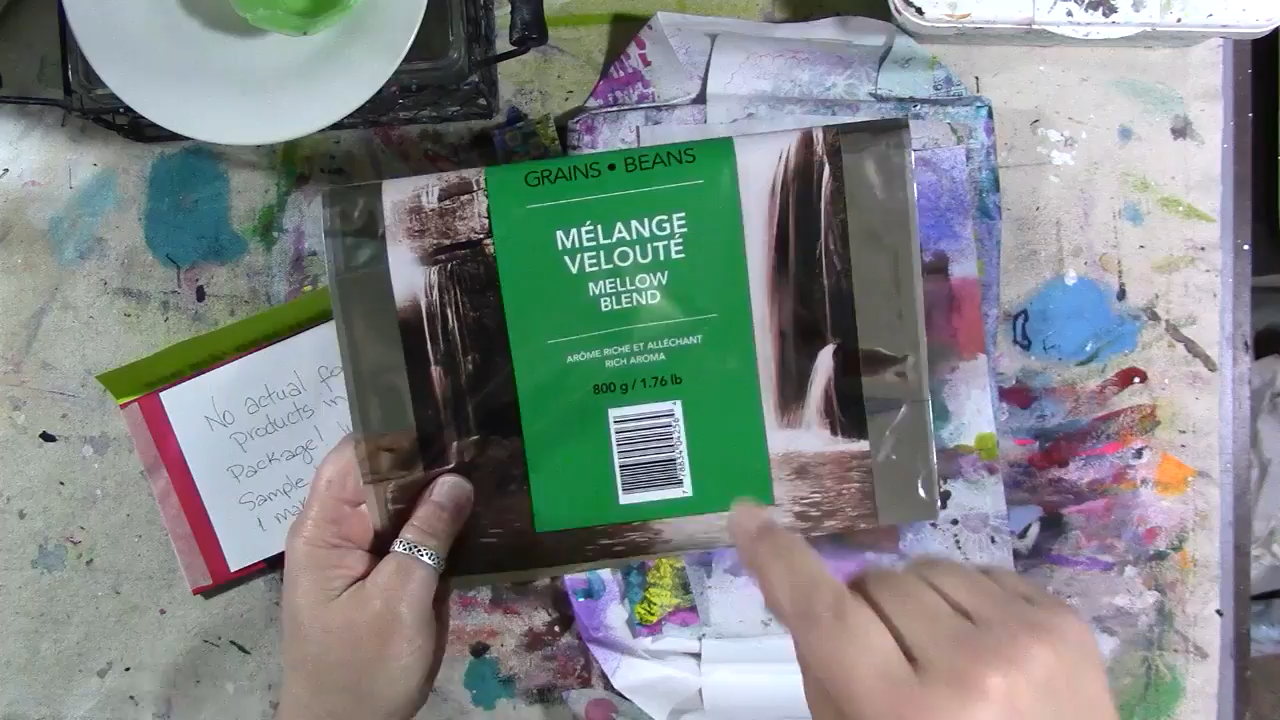 GRAINS • BEANS
MÉLANGE
VELOUTÉ
MELLOW
BLEND
ARÔME RICHE ET ALLÉCHANT
RICH AROMA
800 g / 1.76 lb
No actual
Products in
Package!
Sample
I